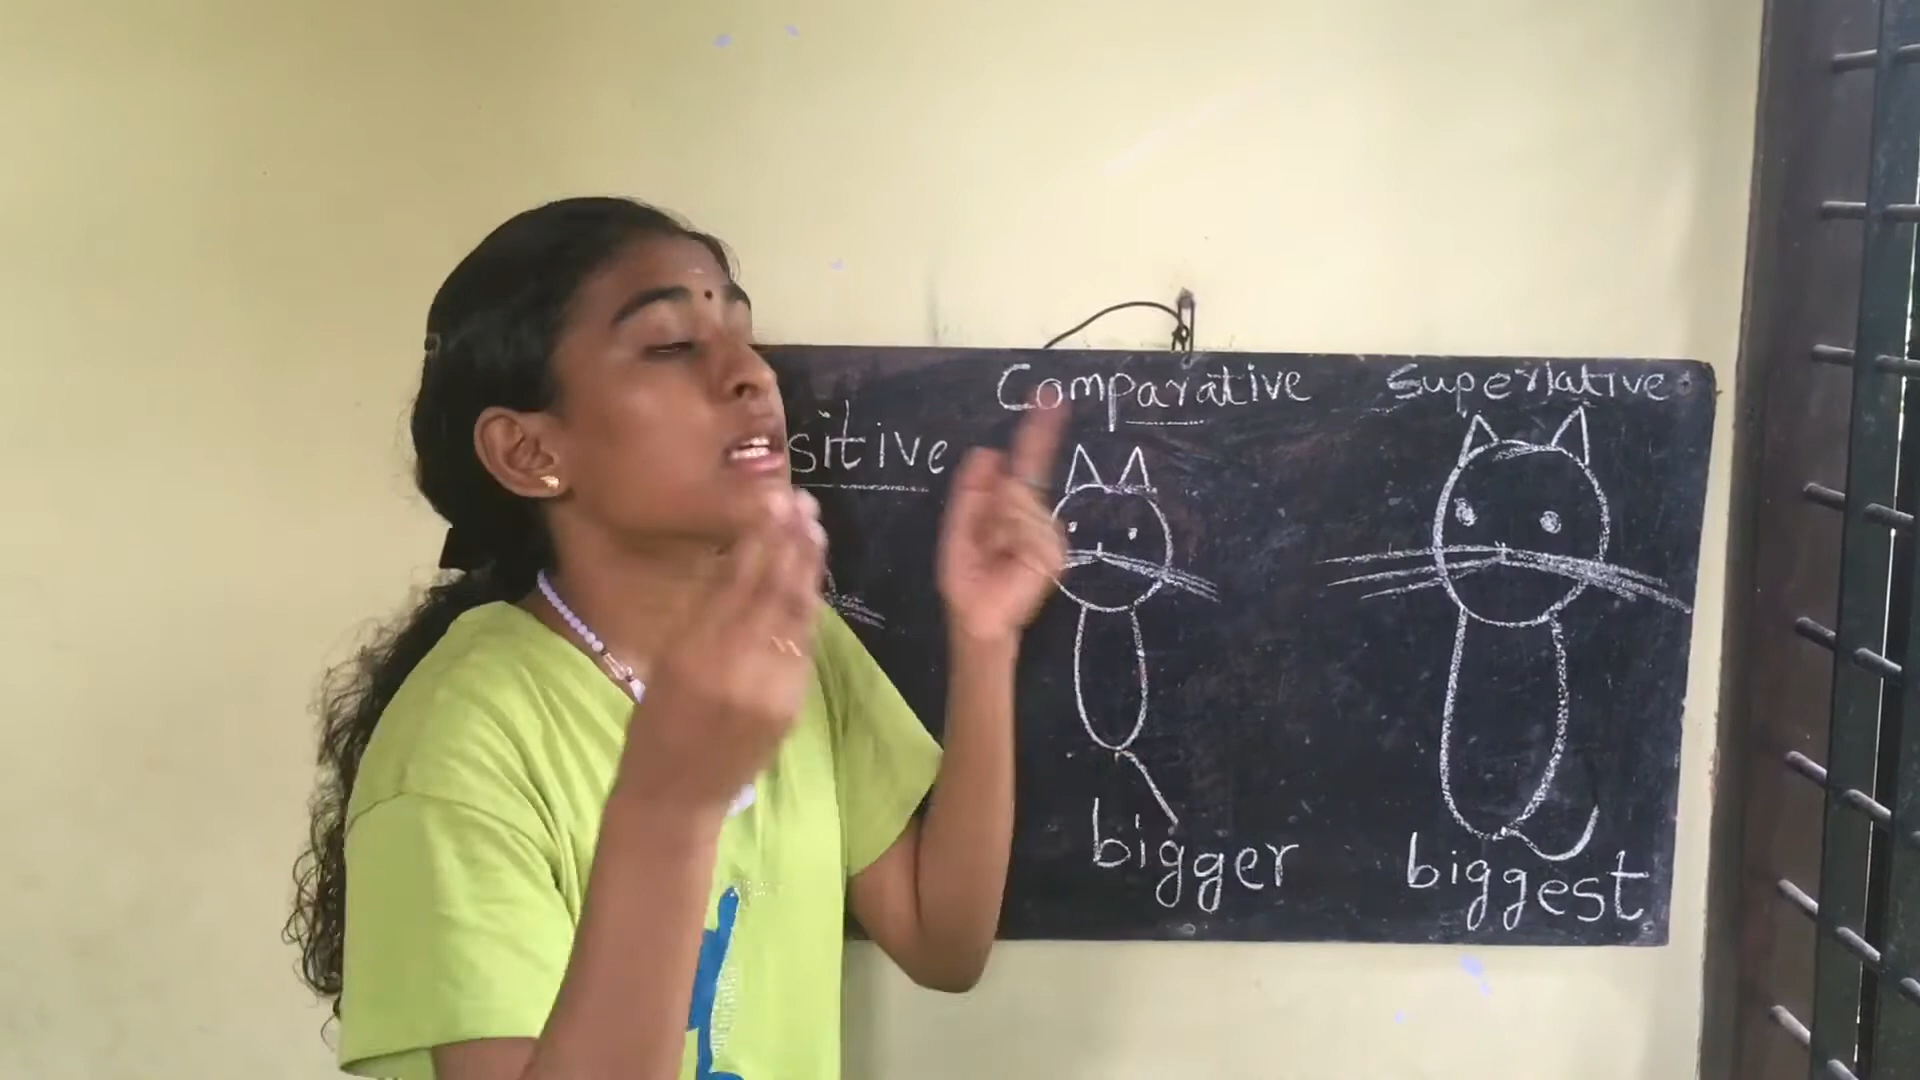 sitive
Comparative
Superlative
bigger
biggest